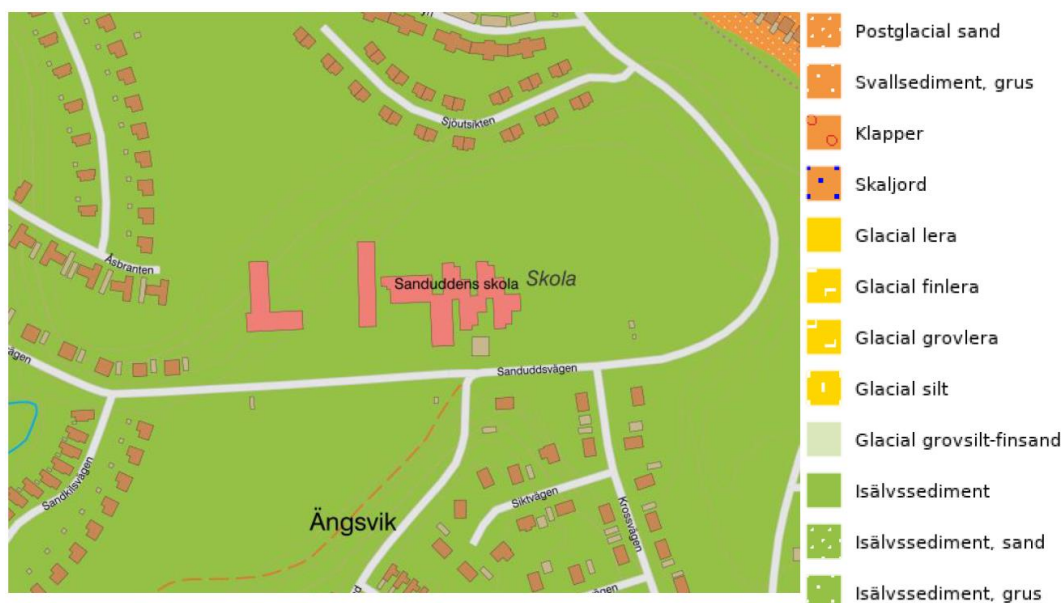 Sjöutsikten
Åsbranten
Sanduddens skola
Skola
Sanduddsvägen
Sandkilsvägen
Siktvägen
Krossvägen
Ängsvik
Postglacial sand
Svallsediment, grus
Klapper
Skaljord
Glacial lera
Glacial finlera
Glacial grovlera
Glacial silt
Glacial grovsilt-finsand
Isälvssediment
Isälvssediment, sand
Isälvssediment, grus